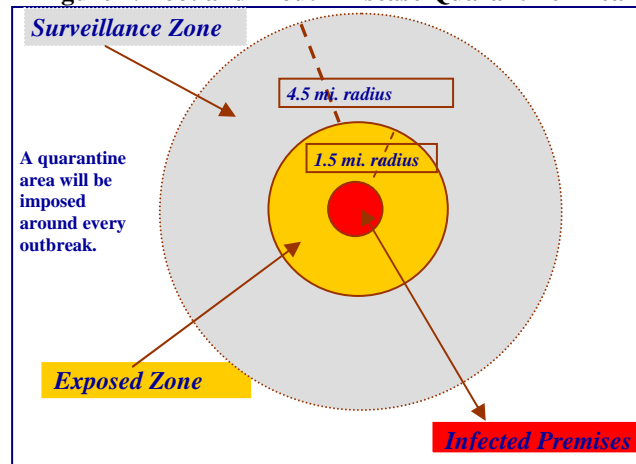 Surveillance Zone
4.5 mi. radius
1.5 mi. radius
A quarantine
area will be
imposed
around every
outbreak.
Exposed Zone
Infected Premises